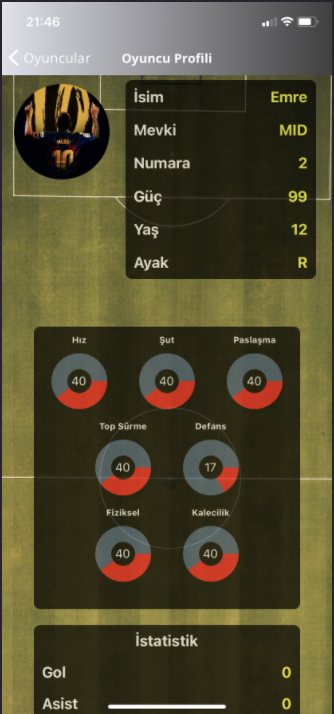 21:46
Oyuncular Oyuncu Profili
İsim Emre
Mevki MID
Numara 2
Güç 99
Yaş 12
Ayak R
Hız Şut Paslaşma
40 40 40
Top Sürme Defans
40 17
Fiziksel Kalecilik
40 40
İstatistik
Gol 0
Asist 0